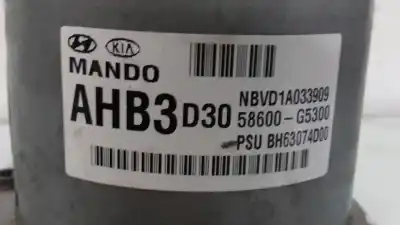 KIA
MANDO
AHB3 D30
NBVD1A033909
58600-G5300
PSU BH63074D00